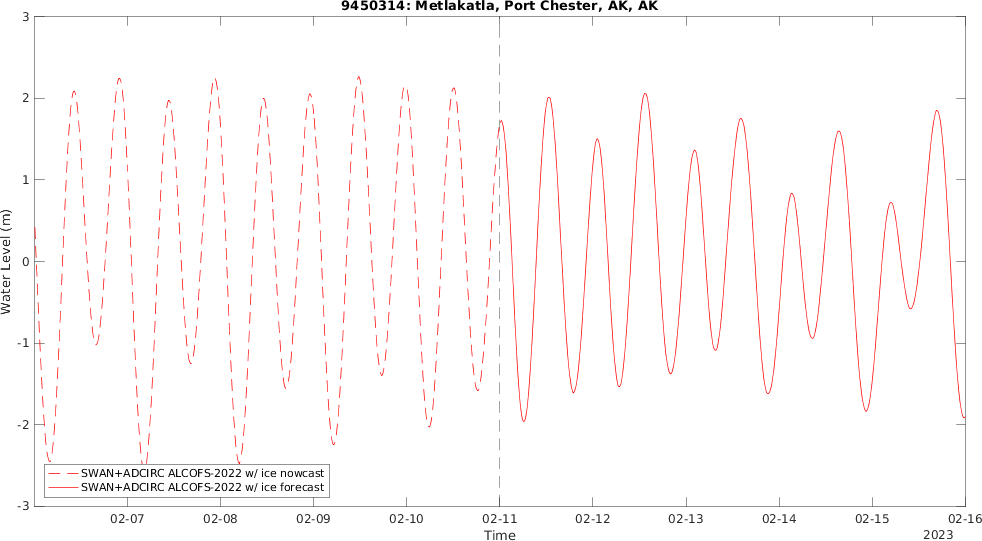 9450314: Metlakatla, Port Chester, AK, AK
3
2
1
0
-1
-2
-3
Water Level (m)
SWAN+ADCIRC ALCOFS-2022 w/ ice nowcast
SWAN+ADCIRC ALCOFS-2022 w/ ice forecast
02-07 02-08 02-09 02-10 02-11 02-12 02-13 02-14 02-15 02-16
Time
2023